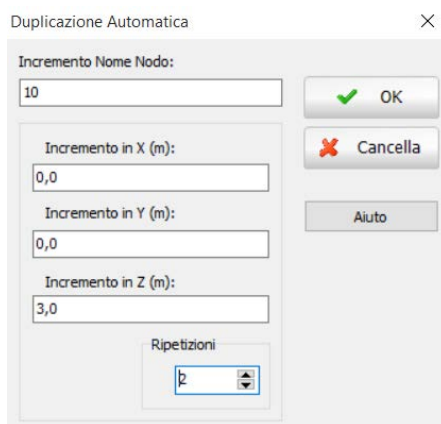 Duplicazione Automatica
Incremento Nome Nodo:
10
OK
Cancella
Aiuto
Incremento in X (m):
0,0
Incremento in Y (m):
0,0
Incremento in Z (m):
3,0
Ripetizioni
2